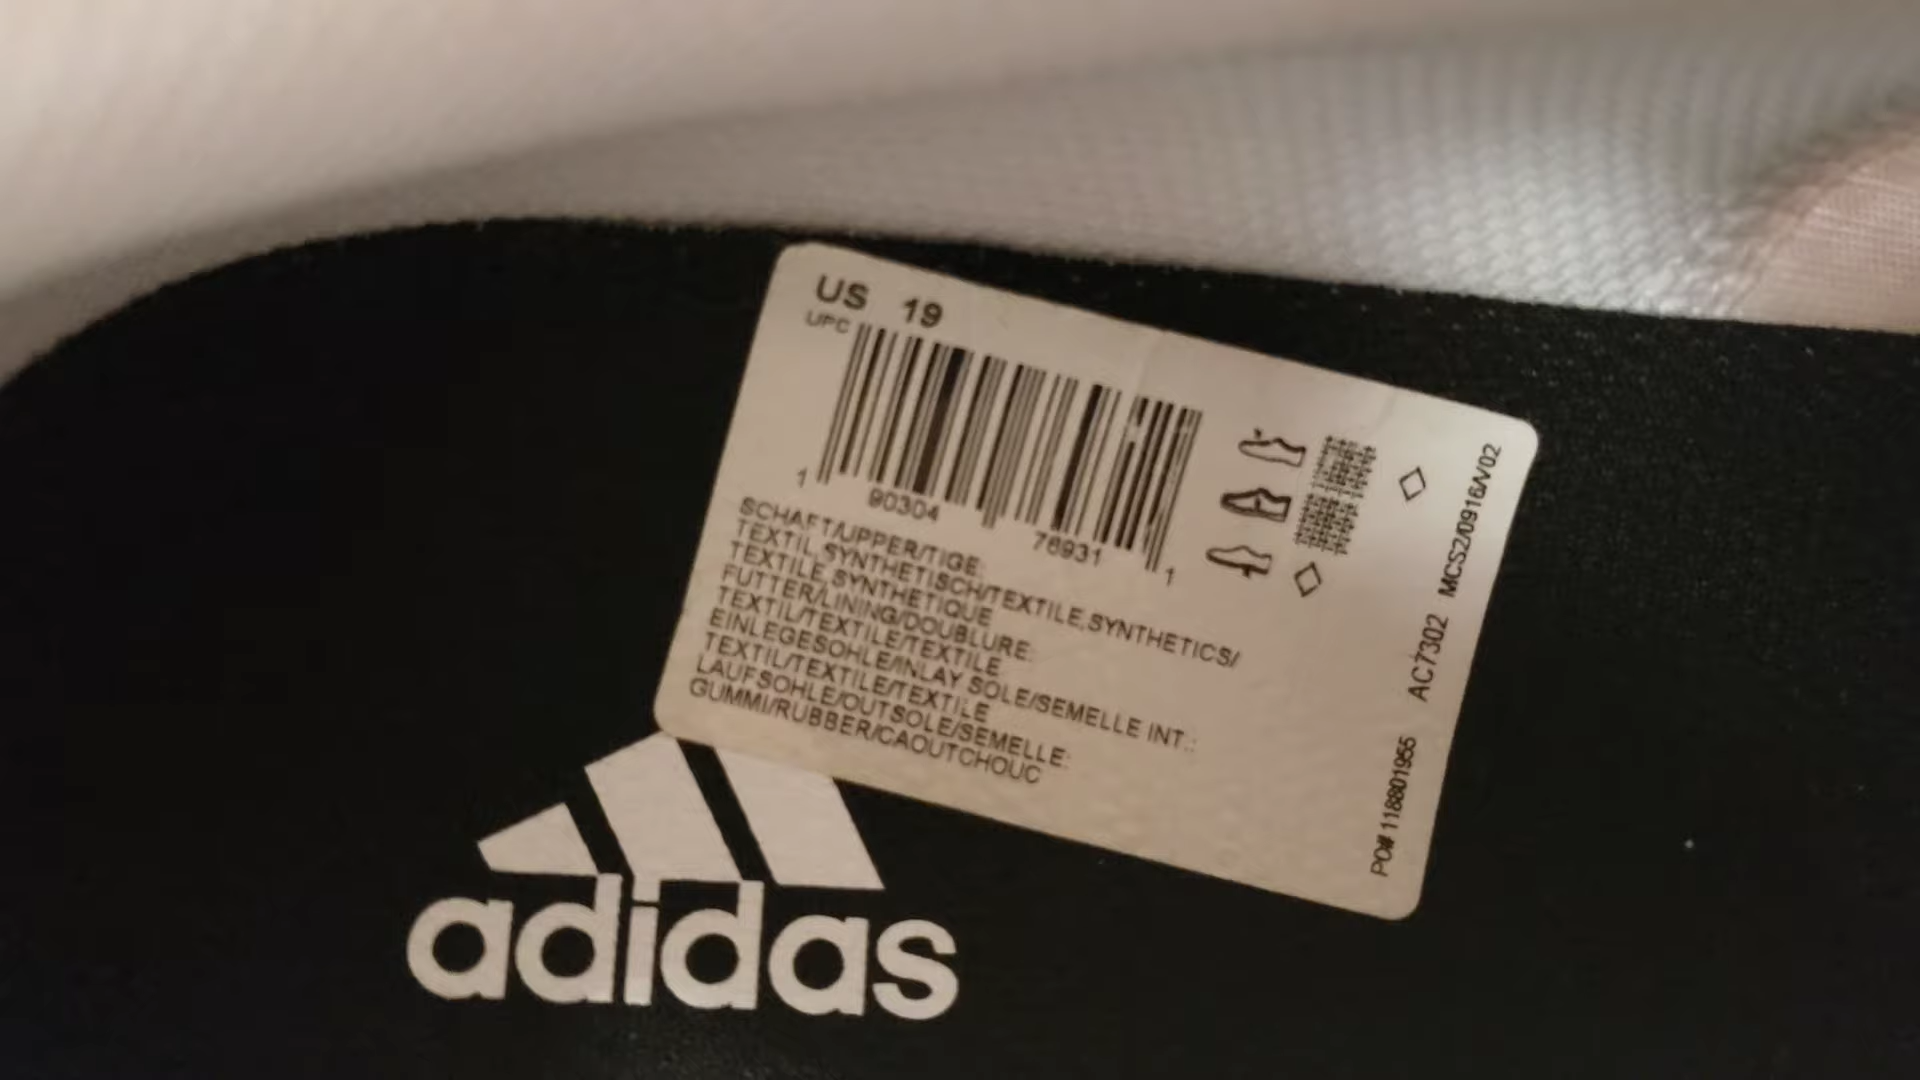 US 19
UPC
1 90304 76931 1
SCHAFT/UPPER/TIGE:
TEXTIL,SYNTHETISCH/TEXTILE,SYNTHETICS/
TEXTILE,SYNTHETIQUE
FUTTER/LINING/DOUBLURE:
TEXTIL/TEXTILE/TEXTILE
EINLEGESOHLE/INLAY SOLE/SEMELLE INT.:
TEXTIL/TEXTILE/TEXTILE
LAUFSOHLE/OUTSOLE/SEMELLE:
GUMMI/RUBBER/CAOUTCHOUC
PO# 118801955 AC7302 MCS2/0916/V02
adidas